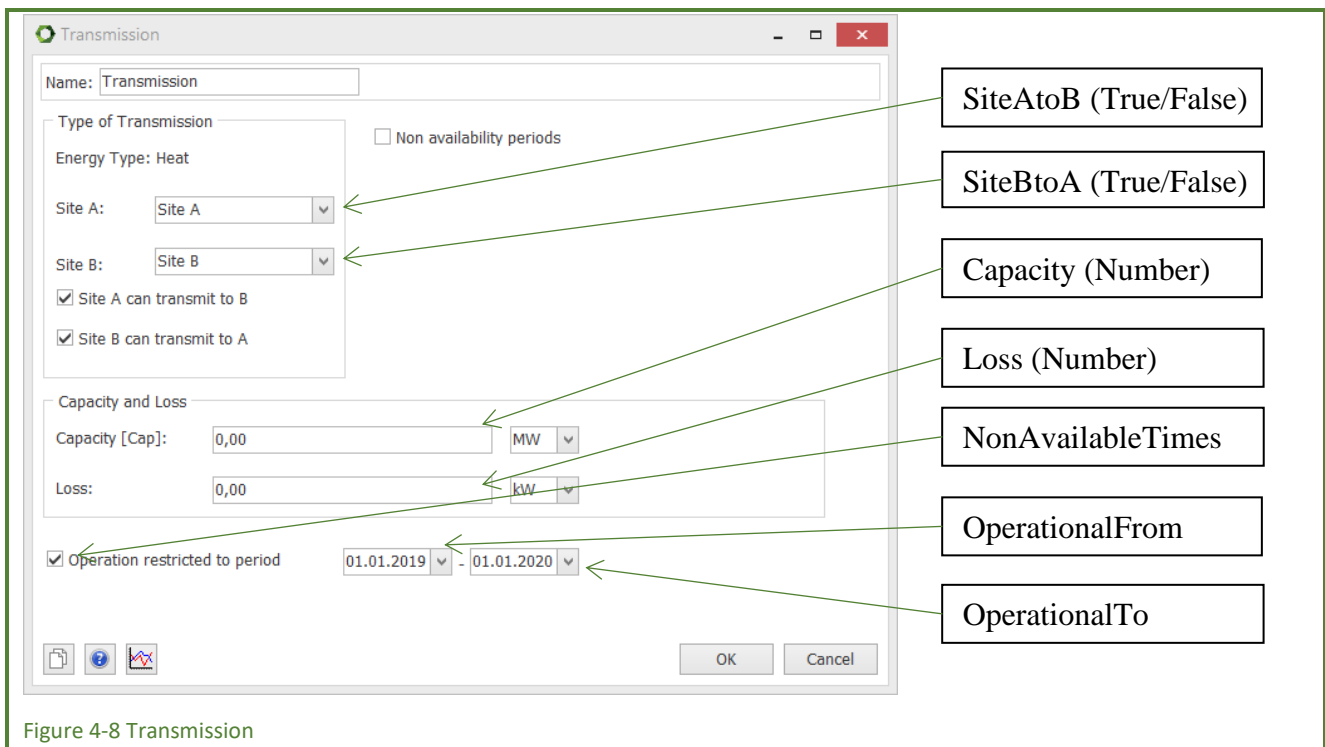 Transmission
Name: Transmission
Type of Transmission
Non availability periods
Energy Type: Heat
Site A: Site A
Site B: Site B
Site A can transmit to B
Site B can transmit to A
Capacity and Loss
Capacity [Cap]: 0,00 MW
Loss: 0,00 kW
Operation restricted to period 01.01.2019 - 01.01.2020
OK Cancel
SiteAtoB (True/False)
SiteBtoA (True/False)
Capacity (Number)
Loss (Number)
NonAvailableTimes
OperationalFrom
OperationalTo
Figure 4-8 Transmission